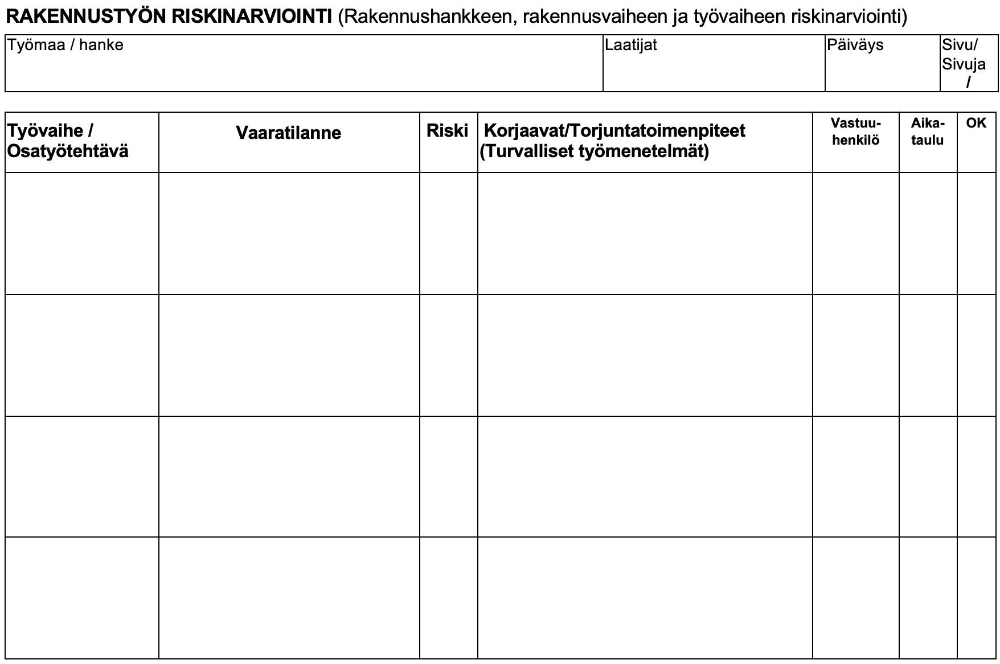 RAKENNUSTYÖN RISKINARVIOINTI (Rakennushankkeen, rakennusvaiheen ja työvaiheen riskinarviointi)
Työmaa / hanke
Laatijat
Päiväys
Sivu/
Sivuja
/
Työvaihe /
Osatyötehtävä
Vaaratilanne
Riski
Korjaavat/Torjuntatoimenpiteet
(Turvalliset työmenetelmät)
Vastuu-
henkilö
Aika-
taulu
OK